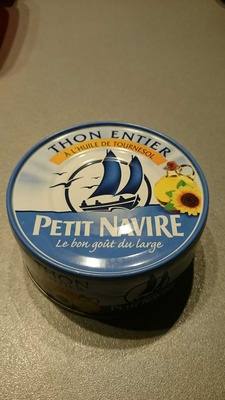 THON ENTIER
À L'HUILE DE TOURNESOL
PETIT NAVIRE
Le bon goût du large